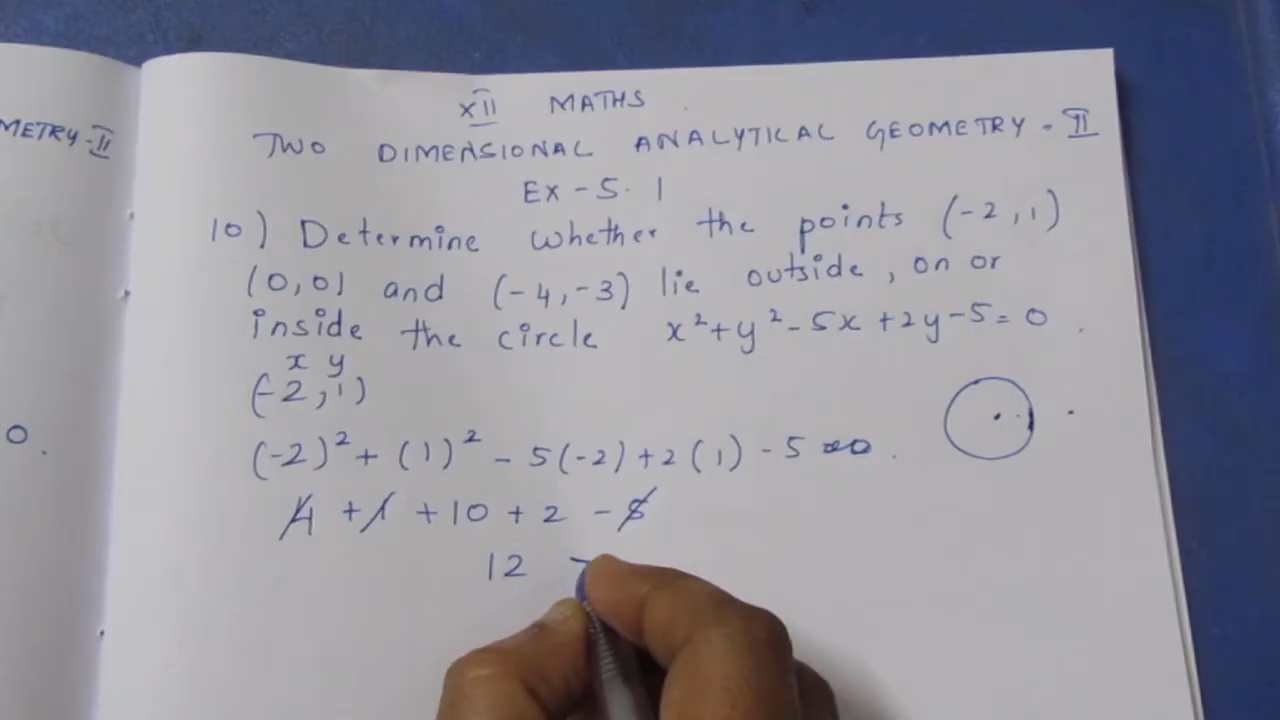 METRY-II
0.
XII MATHS.
TWO DIMENSIONAL ANALYTICAL GEOMETRY-II
EX-5.1
10) Determine whether the points (-2,1)
(0,0) and (-4,-3) lie outside, on or
inside the circle x²+y²-5x+2y-5=0.
x y
(-2,1)
(-2)²+(1)²-5(-2)+2(1)-5
4+1+10+2-5
12